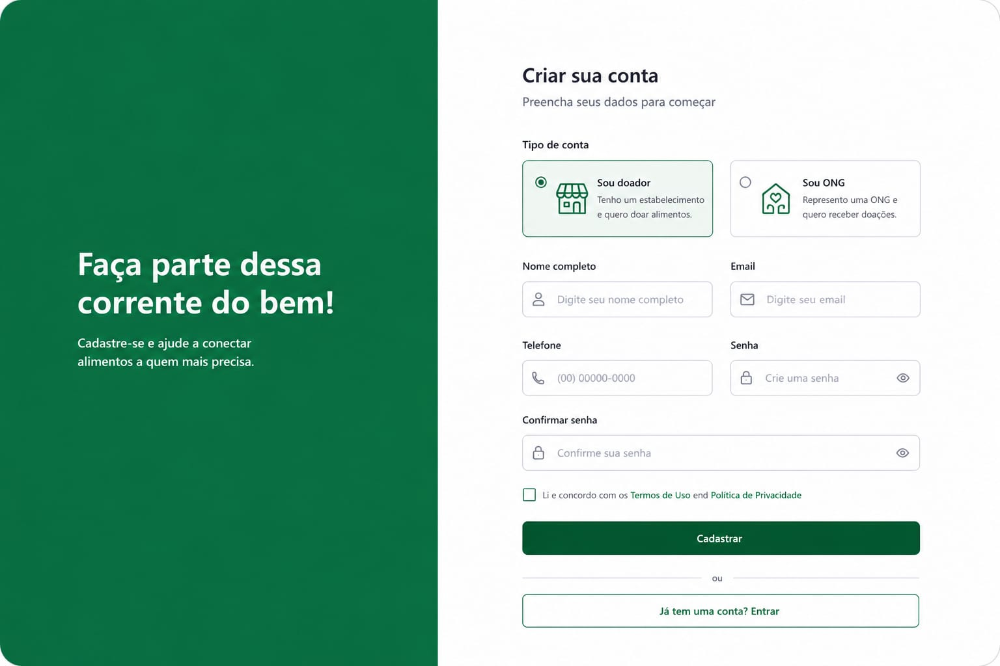 Faça parte dessa
corrente do bem!
Cadastre-se e ajude a conectar
alimentos a quem mais precisa.
Criar sua conta
Preencha seus dados para começar
Tipo de conta
Sou doador
Tenho um estabelecimento
e quero doar alimentos.
Sou ONG
Represento uma ONG e
quero receber doações.
Nome completo
Digite seu nome completo
Email
Digite seu email
Telefone
(00) 00000-0000
Senha
Crie uma senha
Confirmar senha
Confirme sua senha
Li e concordo com os Termos de Uso end Política de Privacidade
Cadastrar
ou
Já tem uma conta? Entrar